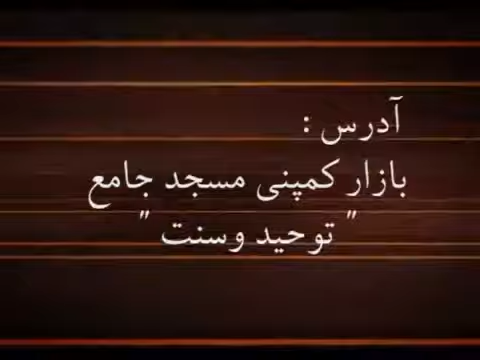 آدرس :
بازار کمپنی مسجد جامع
" توحید وسنت "